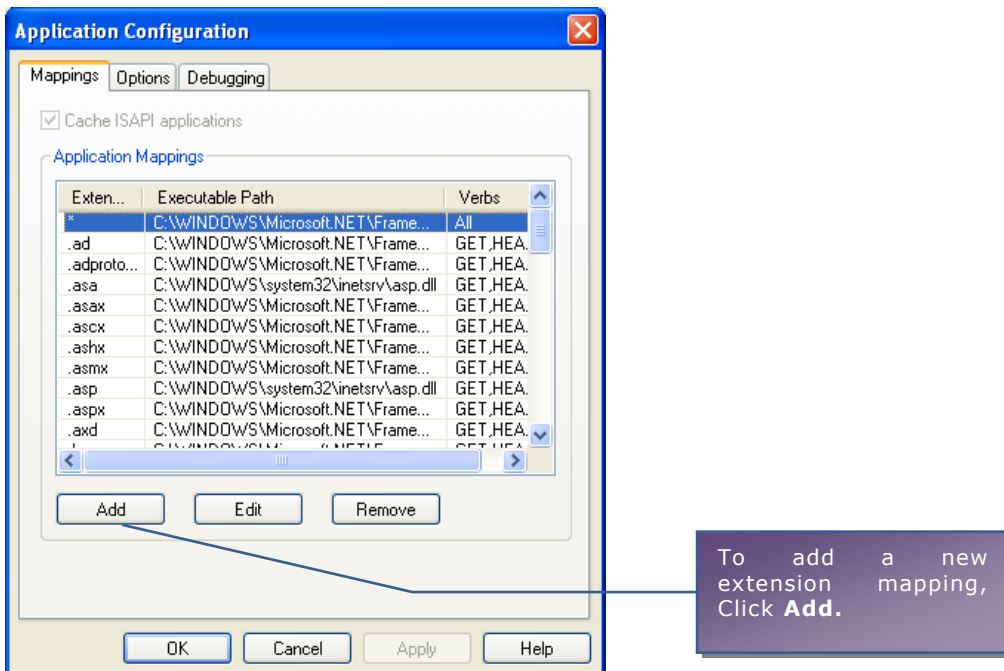 Application Configuration
Mappings Options Debugging
Cache ISAPI applications
Application Mappings
Exten... Executable Path Verbs
* C:\WINDOWS\Microsoft.NET\Frame... All
.ad C:\WINDOWS\Microsoft.NET\Frame... GET,HEA.
.adproto... C:\WINDOWS\Microsoft.NET\Frame... GET,HEA.
.asa C:\WINDOWS\system32\inetsrv\asp.dll GET,HEA.
.asax C:\WINDOWS\Microsoft.NET\Frame... GET,HEA.
.ascx C:\WINDOWS\Microsoft.NET\Frame... GET,HEA.
.ashx C:\WINDOWS\Microsoft.NET\Frame... GET,HEA.
.asmx C:\WINDOWS\Microsoft.NET\Frame... GET,HEA.
.asp C:\WINDOWS\system32\inetsrv\asp.dll GET,HEA.
.aspx C:\WINDOWS\Microsoft.NET\Frame... GET,HEA.
.axd C:\WINDOWS\Microsoft.NET\Frame... GET,HEA.
Add Edit Remove
To add a new
extension mapping,
Click Add.
OK Cancel Apply Help